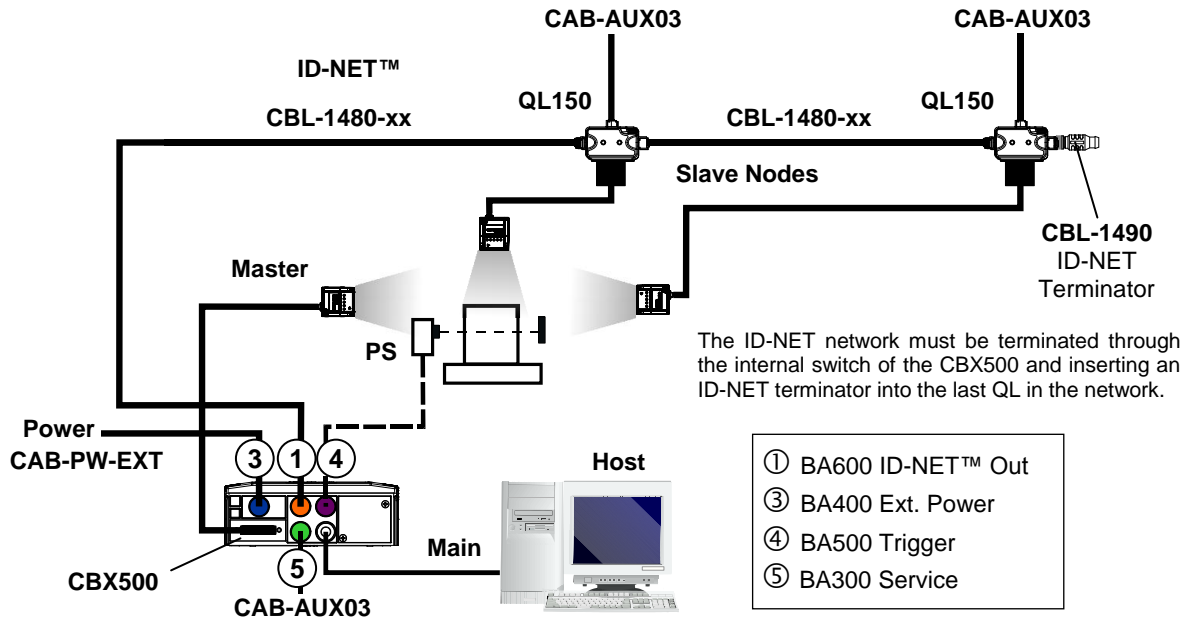 CAB-AUX03
CAB-AUX03
ID-NET™
QL150
QL150
CBL-1480-xx
CBL-1480-xx
Slave Nodes
CBL-1490
ID-NET
Terminator
Master
PS
The ID-NET network must be terminated through
the internal switch of the CBX500 and inserting an
ID-NET terminator into the last QL in the network.
Power
CAB-PW-EXT
3
1
4
Host
① BA600 ID-NET™ Out
③ BA400 Ext. Power
④ BA500 Trigger
⑤ BA300 Service
Main
CBX500
5
CAB-AUX03